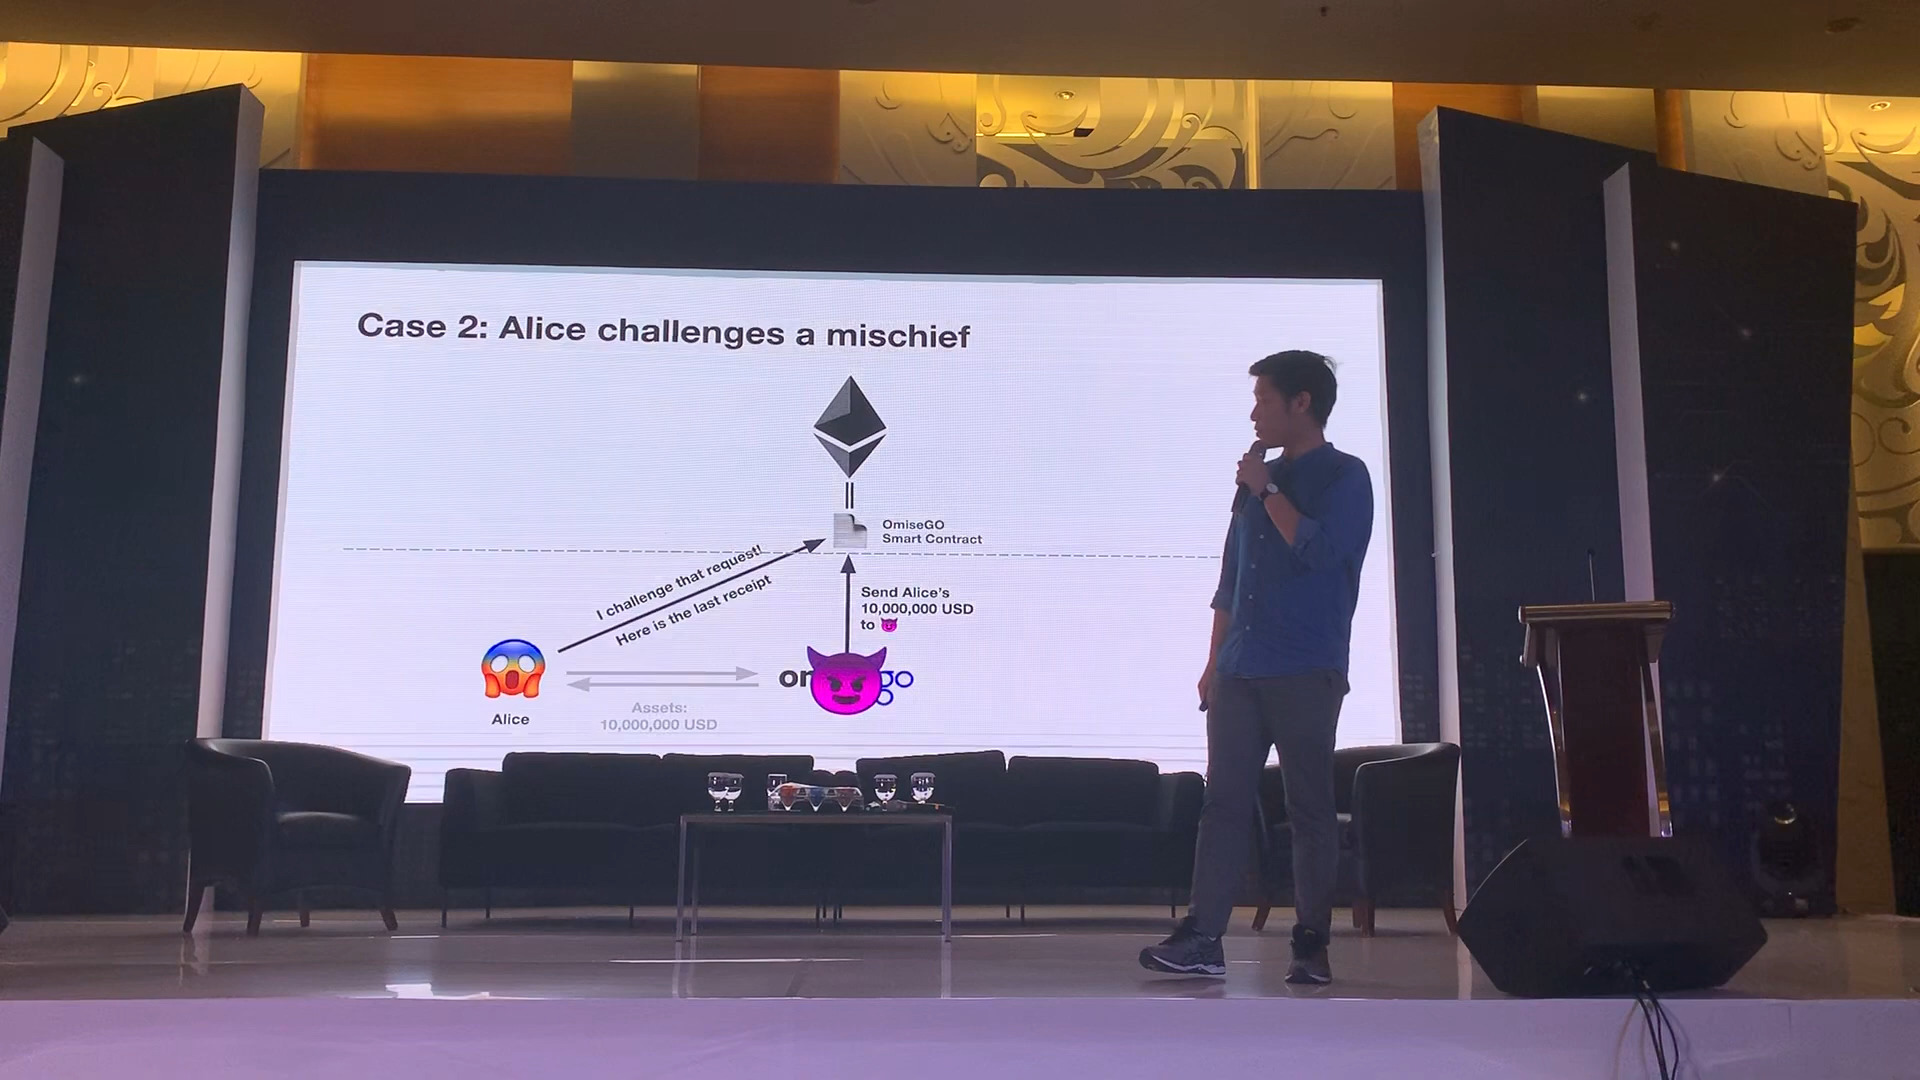 Case 2: Alice challenges a mischief
OmiseGO
Smart Contract
I challenge that request!
Here is the last receipt
Send Alice's
10,000,000 USD
to
go
Alice
Assets:
10,000,000 USD